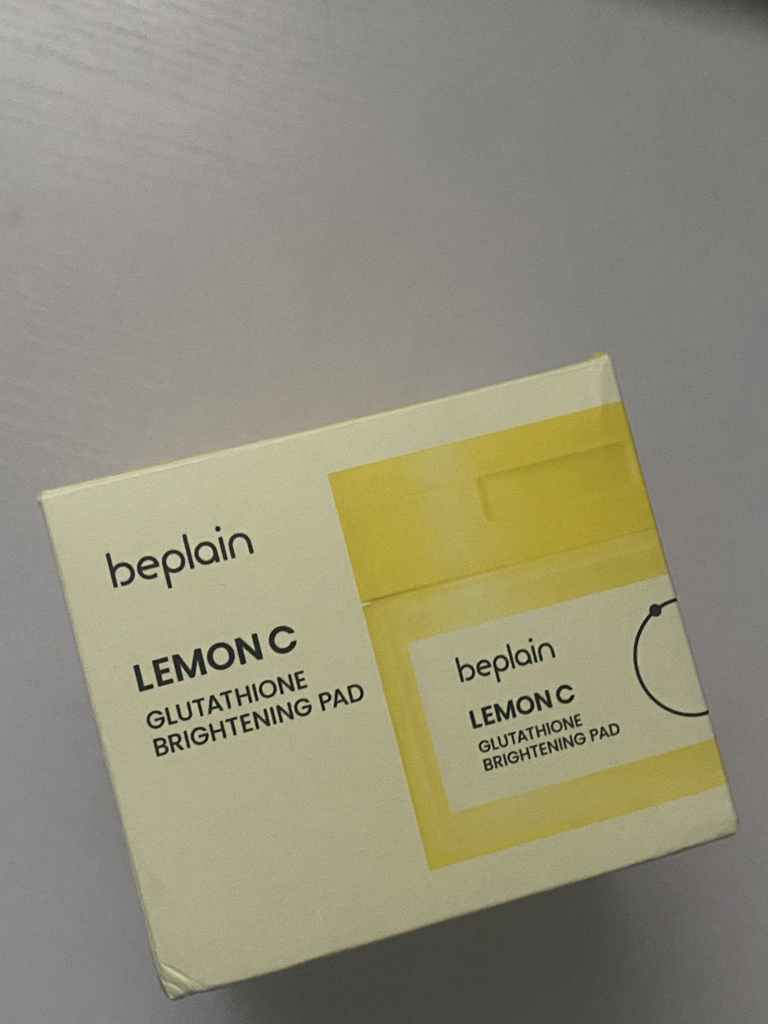 beplain
LEMON C
GLUTATHIONE
BRIGHTENING PAD
beplain
LEMON C
GLUTATHIONE
BRIGHTENING PAD